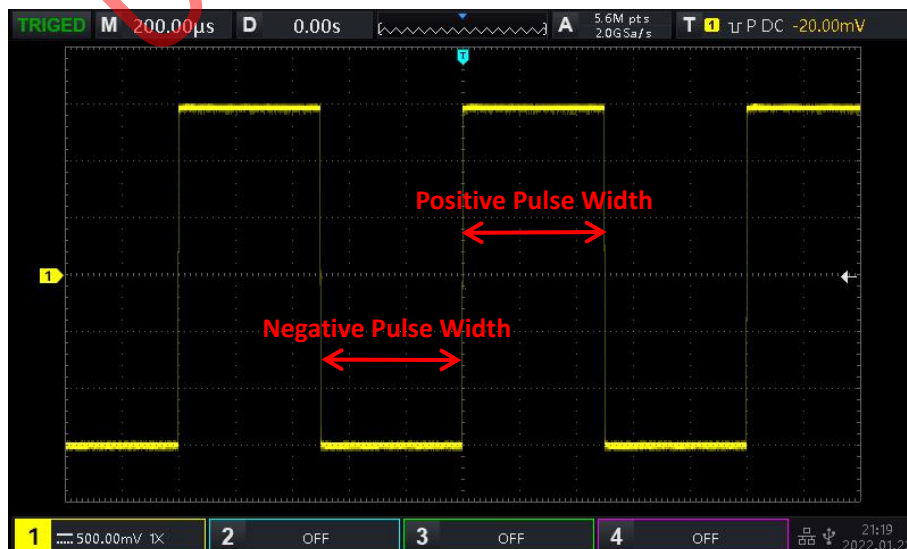 TRIGED M 200.00μs D 0.00s A 5.6M pts 2.0GSa/s T 1 P DC -20.00mV
T
Positive Pulse Width
1
Negative Pulse Width
1 500.00mV 1X 2 OFF 3 OFF 4 OFF 21:19